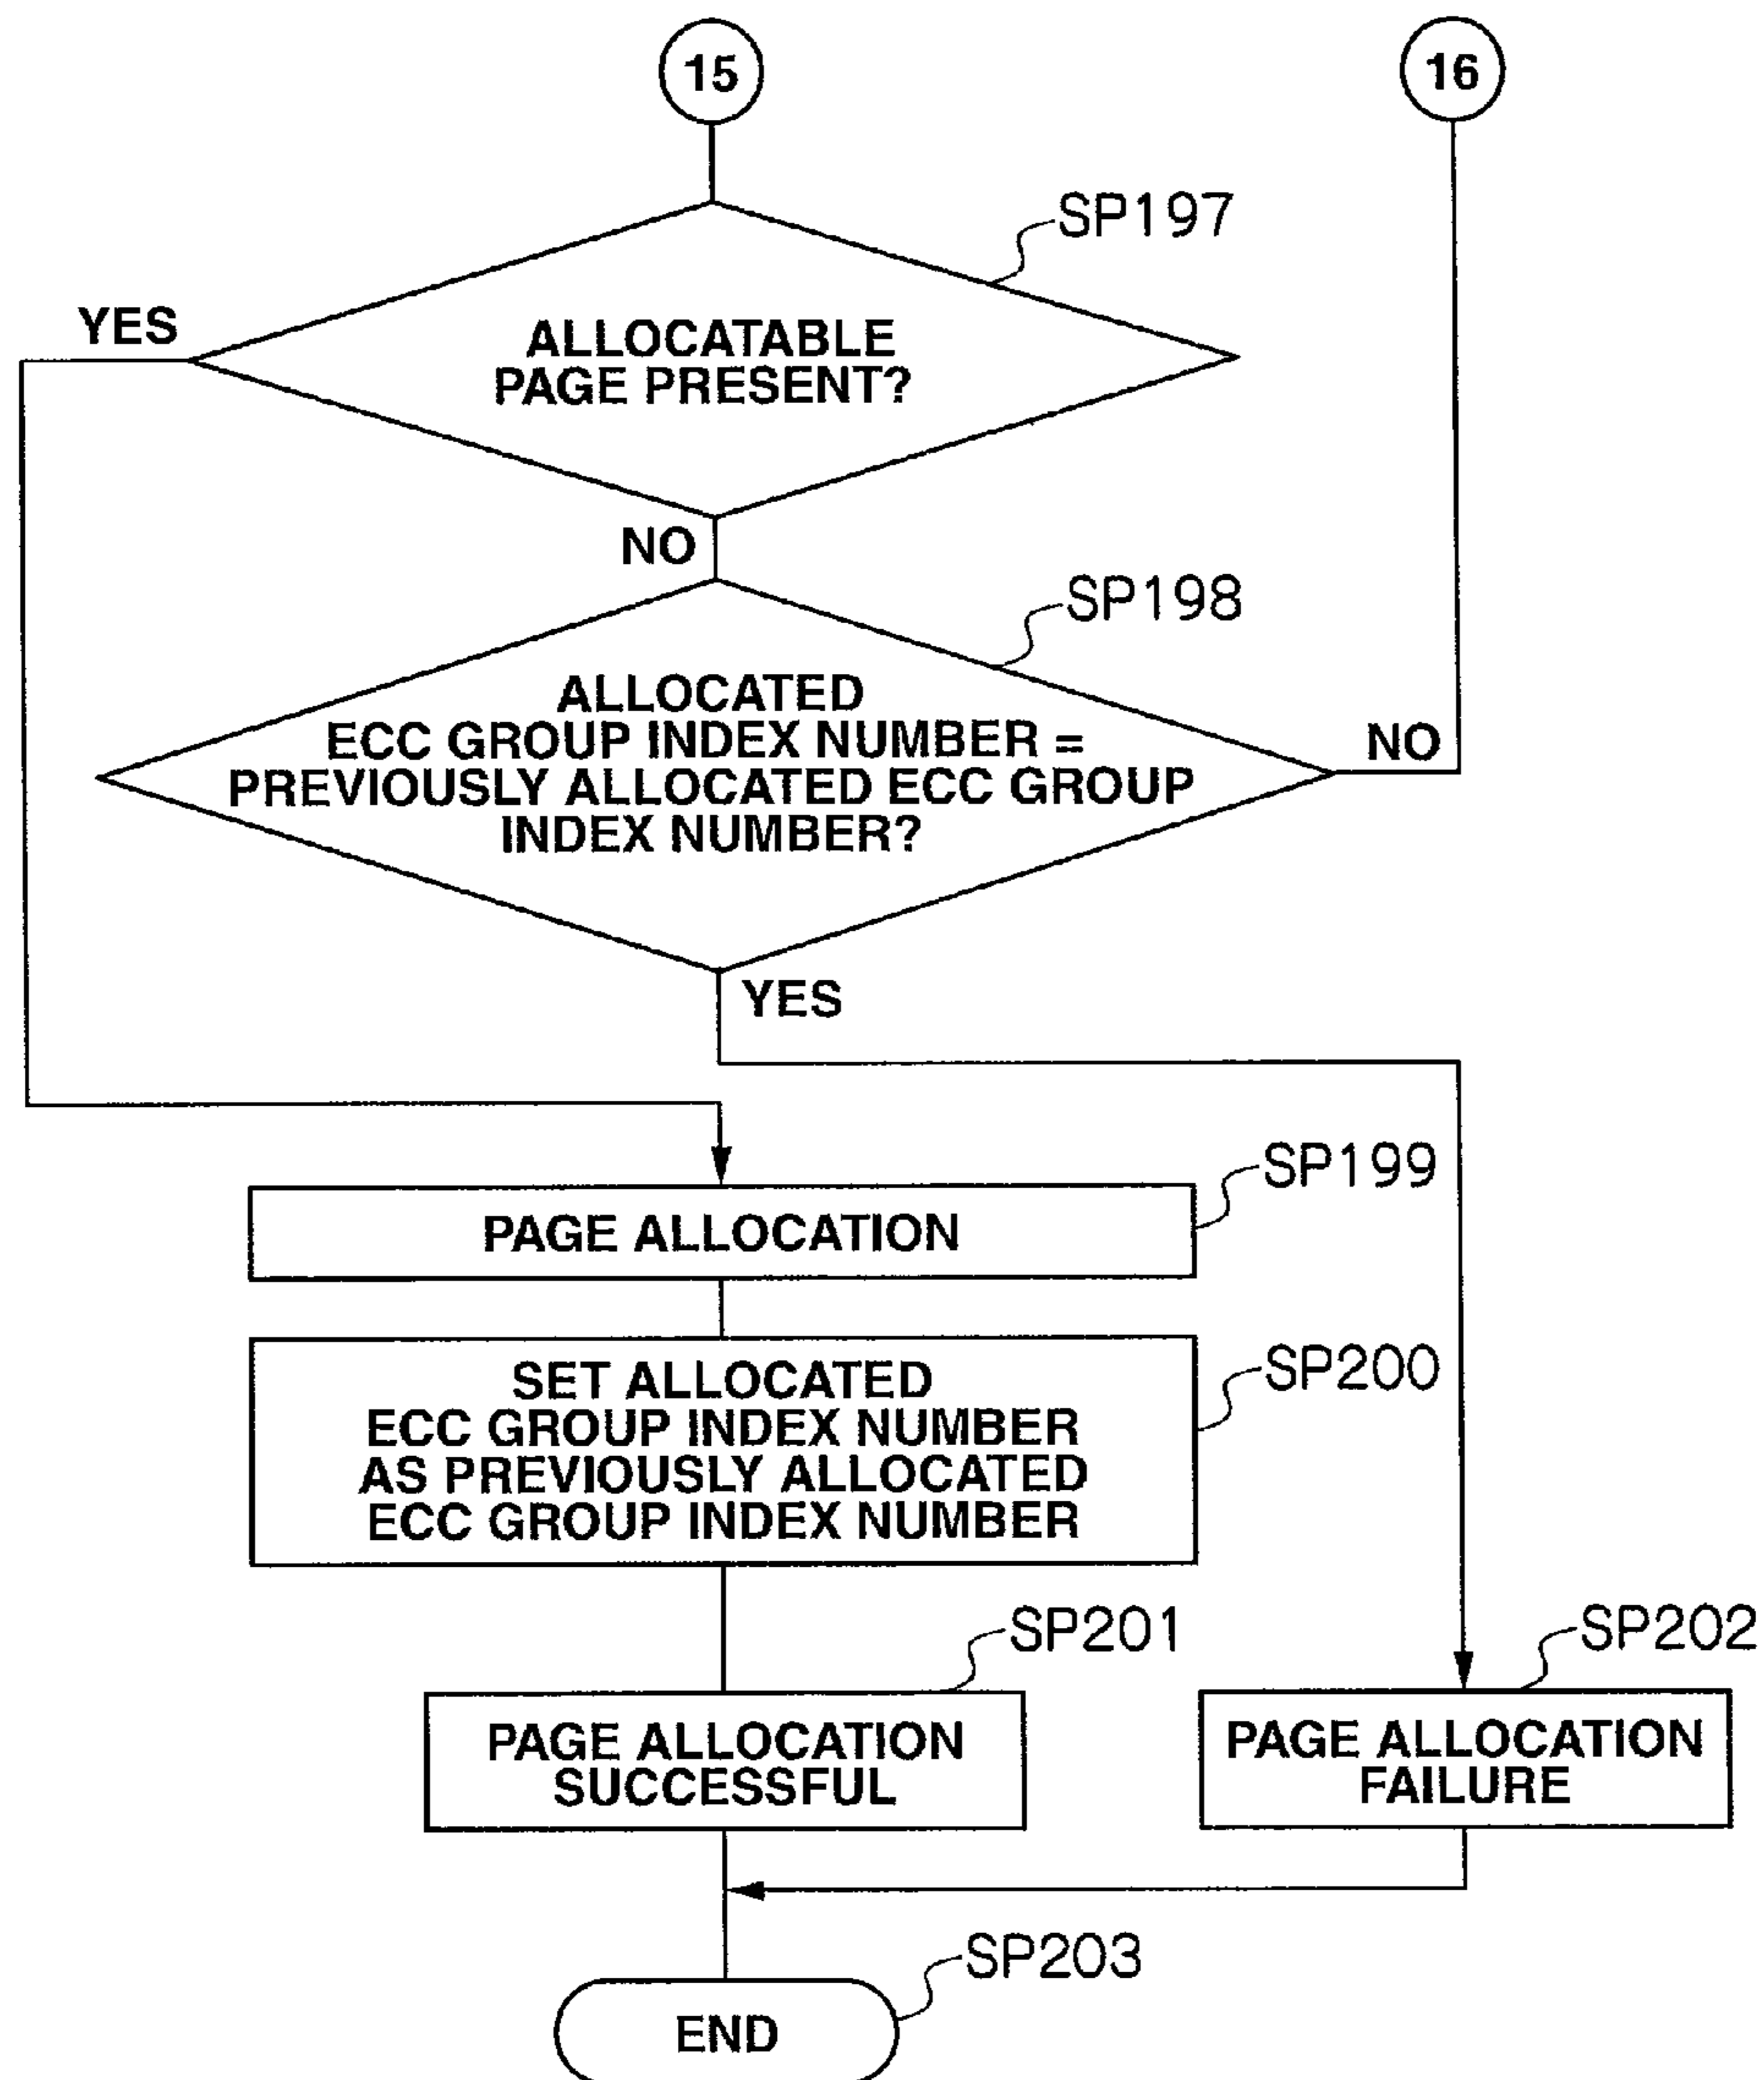 15
16
SP197
YES
ALLOCATABLE
PAGE PRESENT?
NO
SP198
ALLOCATED
ECC GROUP INDEX NUMBER =
PREVIOUSLY ALLOCATED ECC GROUP
INDEX NUMBER?
NO
YES
SP199
PAGE ALLOCATION
SP200
SET ALLOCATED
ECC GROUP INDEX NUMBER
AS PREVIOUSLY ALLOCATED
ECC GROUP INDEX NUMBER
SP201
PAGE ALLOCATION
SUCCESSFUL
SP202
PAGE ALLOCATION
FAILURE
SP203
END